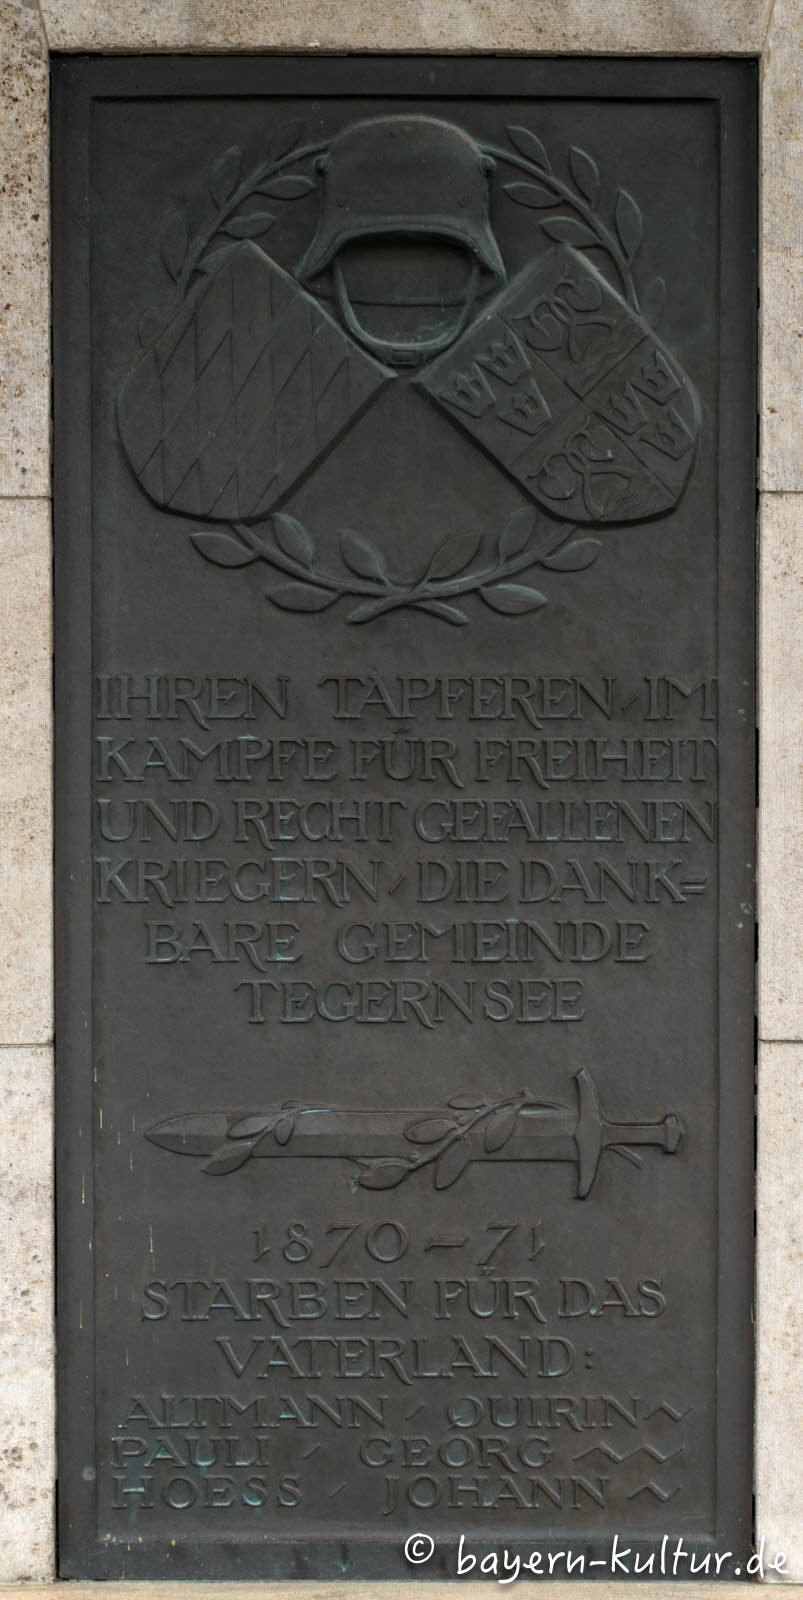 IHREN TAPFEREN, IM
KAMPFE FÜR FREIHEIT
UND RECHT GEFALLENEN
KRIEGERN, DIE DANK=
BARE GEMEINDE
TEGERNSEE
1870-71
STARBEN FÜR DAS
VATERLAND:
ALTMANN, QUIRIN
PAULI, GEORG
HOESS, JOHANN
© bayern-kultur.de